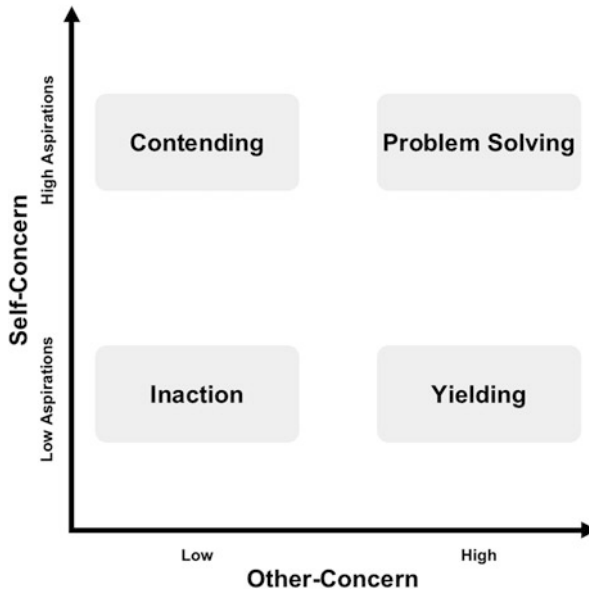 High Aspirations
Contending
Problem Solving
Self-Concern
Low Aspirations
Inaction
Yielding
Low
High
Other-Concern